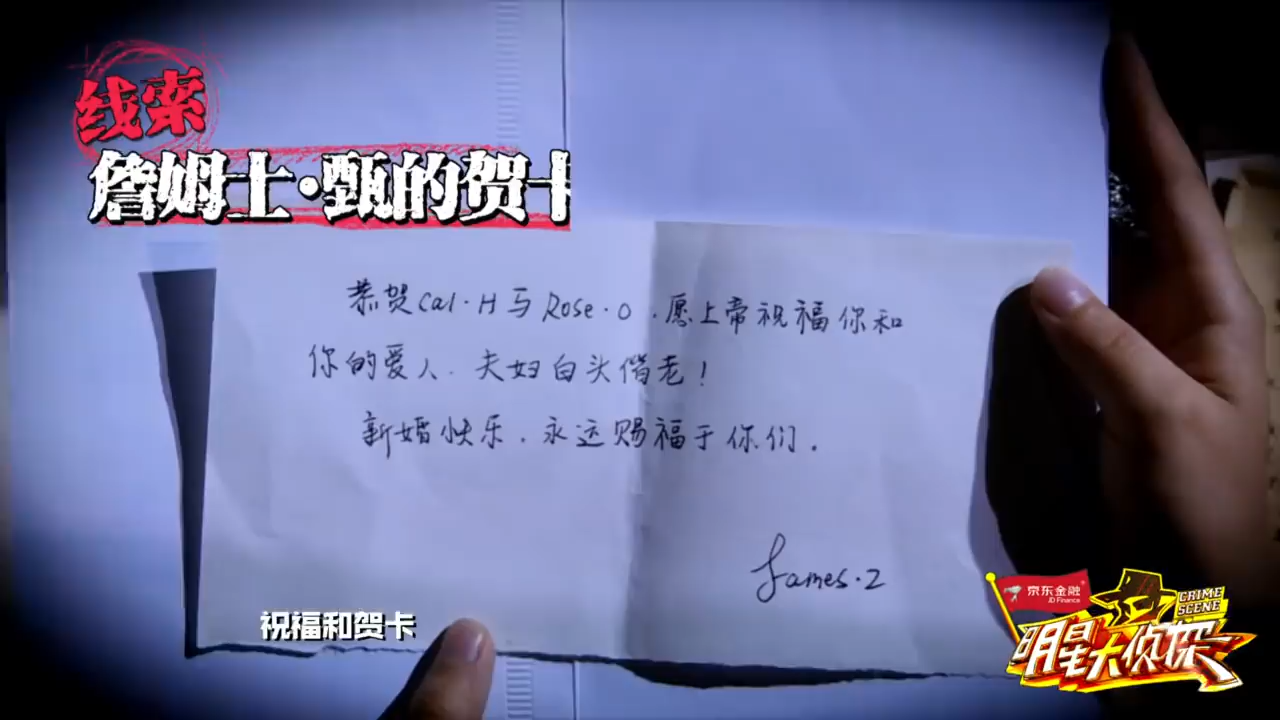 线索
詹姆士·甄的贺卡
恭贺Cal·H与Rose·O,愿上帝祝福你和
你的爱人,夫妇白头偕老!
新婚快乐,永远赐福于你们。
James·Z
祝福和贺卡
京东金融
JD Finance
CRIME
SCENE
明星大侦探